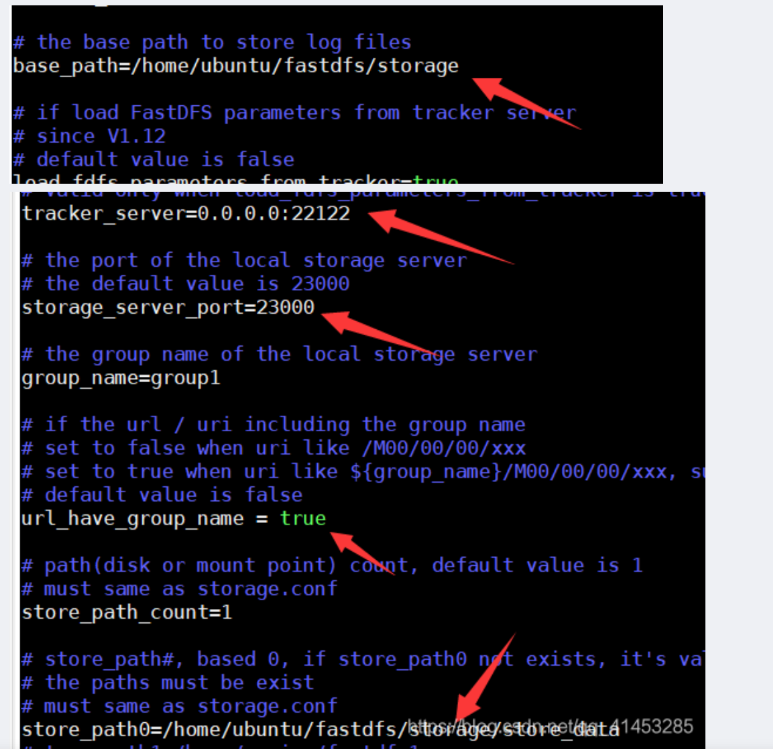 # the base path to store log files
base_path=/home/ubuntu/fastdfs/storage
# if load FastDFS parameters from tracker server
# since V1.12
# default value is false
load_fdfs_parameters_from_tracker=true
# valid only when load_fdfs_parameters_from_tracker is tru
tracker_server=0.0.0.0:22122
# the port of the local storage server
# the default value is 23000
storage_server_port=23000
# the group name of the local storage server
group_name=group1
# if the url / uri including the group name
# set to false when uri like /M00/00/00/xxx
# set to true when uri like ${group_name}/M00/00/00/xxx, su
# default value is false
url_have_group_name = true
# path(disk or mount point) count, default value is 1
# must same as storage.conf
store_path_count=1
# store_path#, based 0, if store_path0 not exists, it's val
# the paths must be exist
# must same as storage.conf
store_path0=/home/ubuntu/fastdfs/storage/store_data